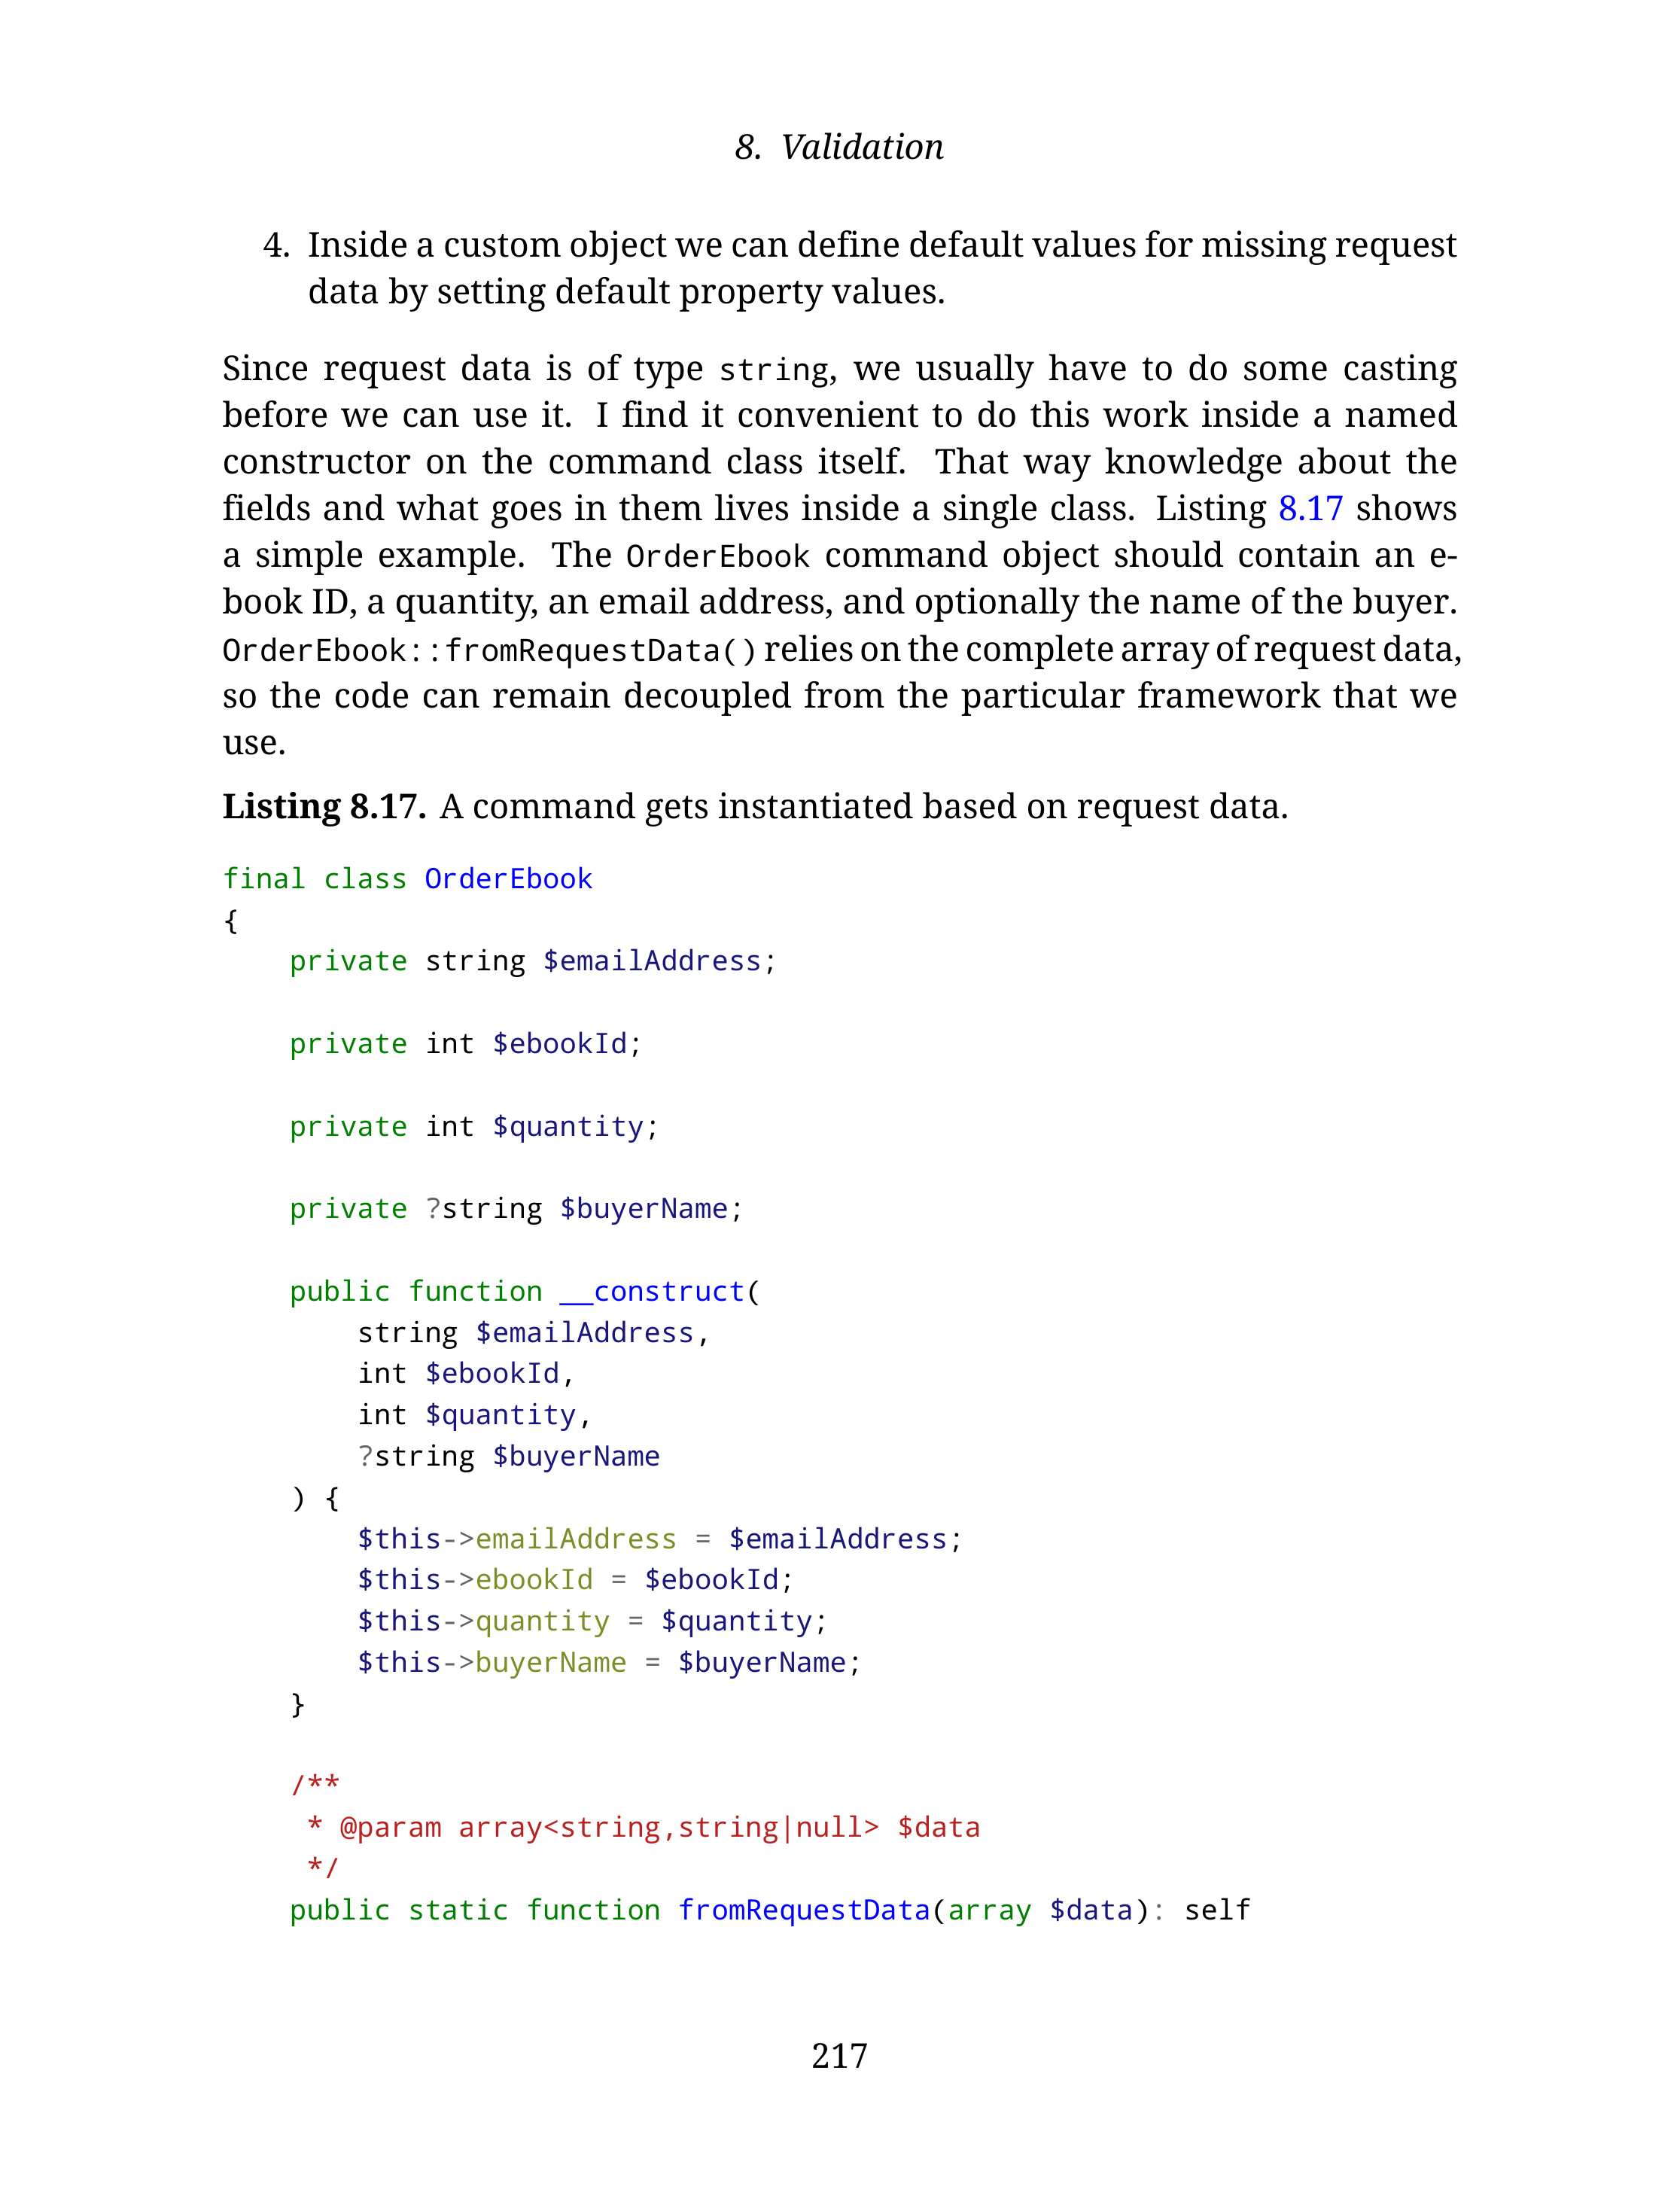 8. Validation
4. Inside a custom object we can define default values for missing request
data by setting default property values.
Since request data is of type string, we usually have to do some casting
before we can use it. I find it convenient to do this work inside a named
constructor on the command class itself. That way knowledge about the
fields and what goes in them lives inside a single class. Listing 8.17 shows
a simple example. The OrderEbook command object should contain an e-
book ID, a quantity, an email address, and optionally the name of the buyer.
OrderEbook::fromRequestData() relies on the complete array of request data,
so the code can remain decoupled from the particular framework that we
use.
Listing 8.17. A command gets instantiated based on request data.
final class OrderEbook
{
    private string $emailAddress;

    private int $ebookId;

    private int $quantity;

    private ?string $buyerName;

    public function __construct(
        string $emailAddress,
        int $ebookId,
        int $quantity,
        ?string $buyerName
    ) {
        $this->emailAddress = $emailAddress;
        $this->ebookId = $ebookId;
        $this->quantity = $quantity;
        $this->buyerName = $buyerName;
    }

    /**
     * @param array<string,string|null> $data
     */
    public static function fromRequestData(array $data): self
217